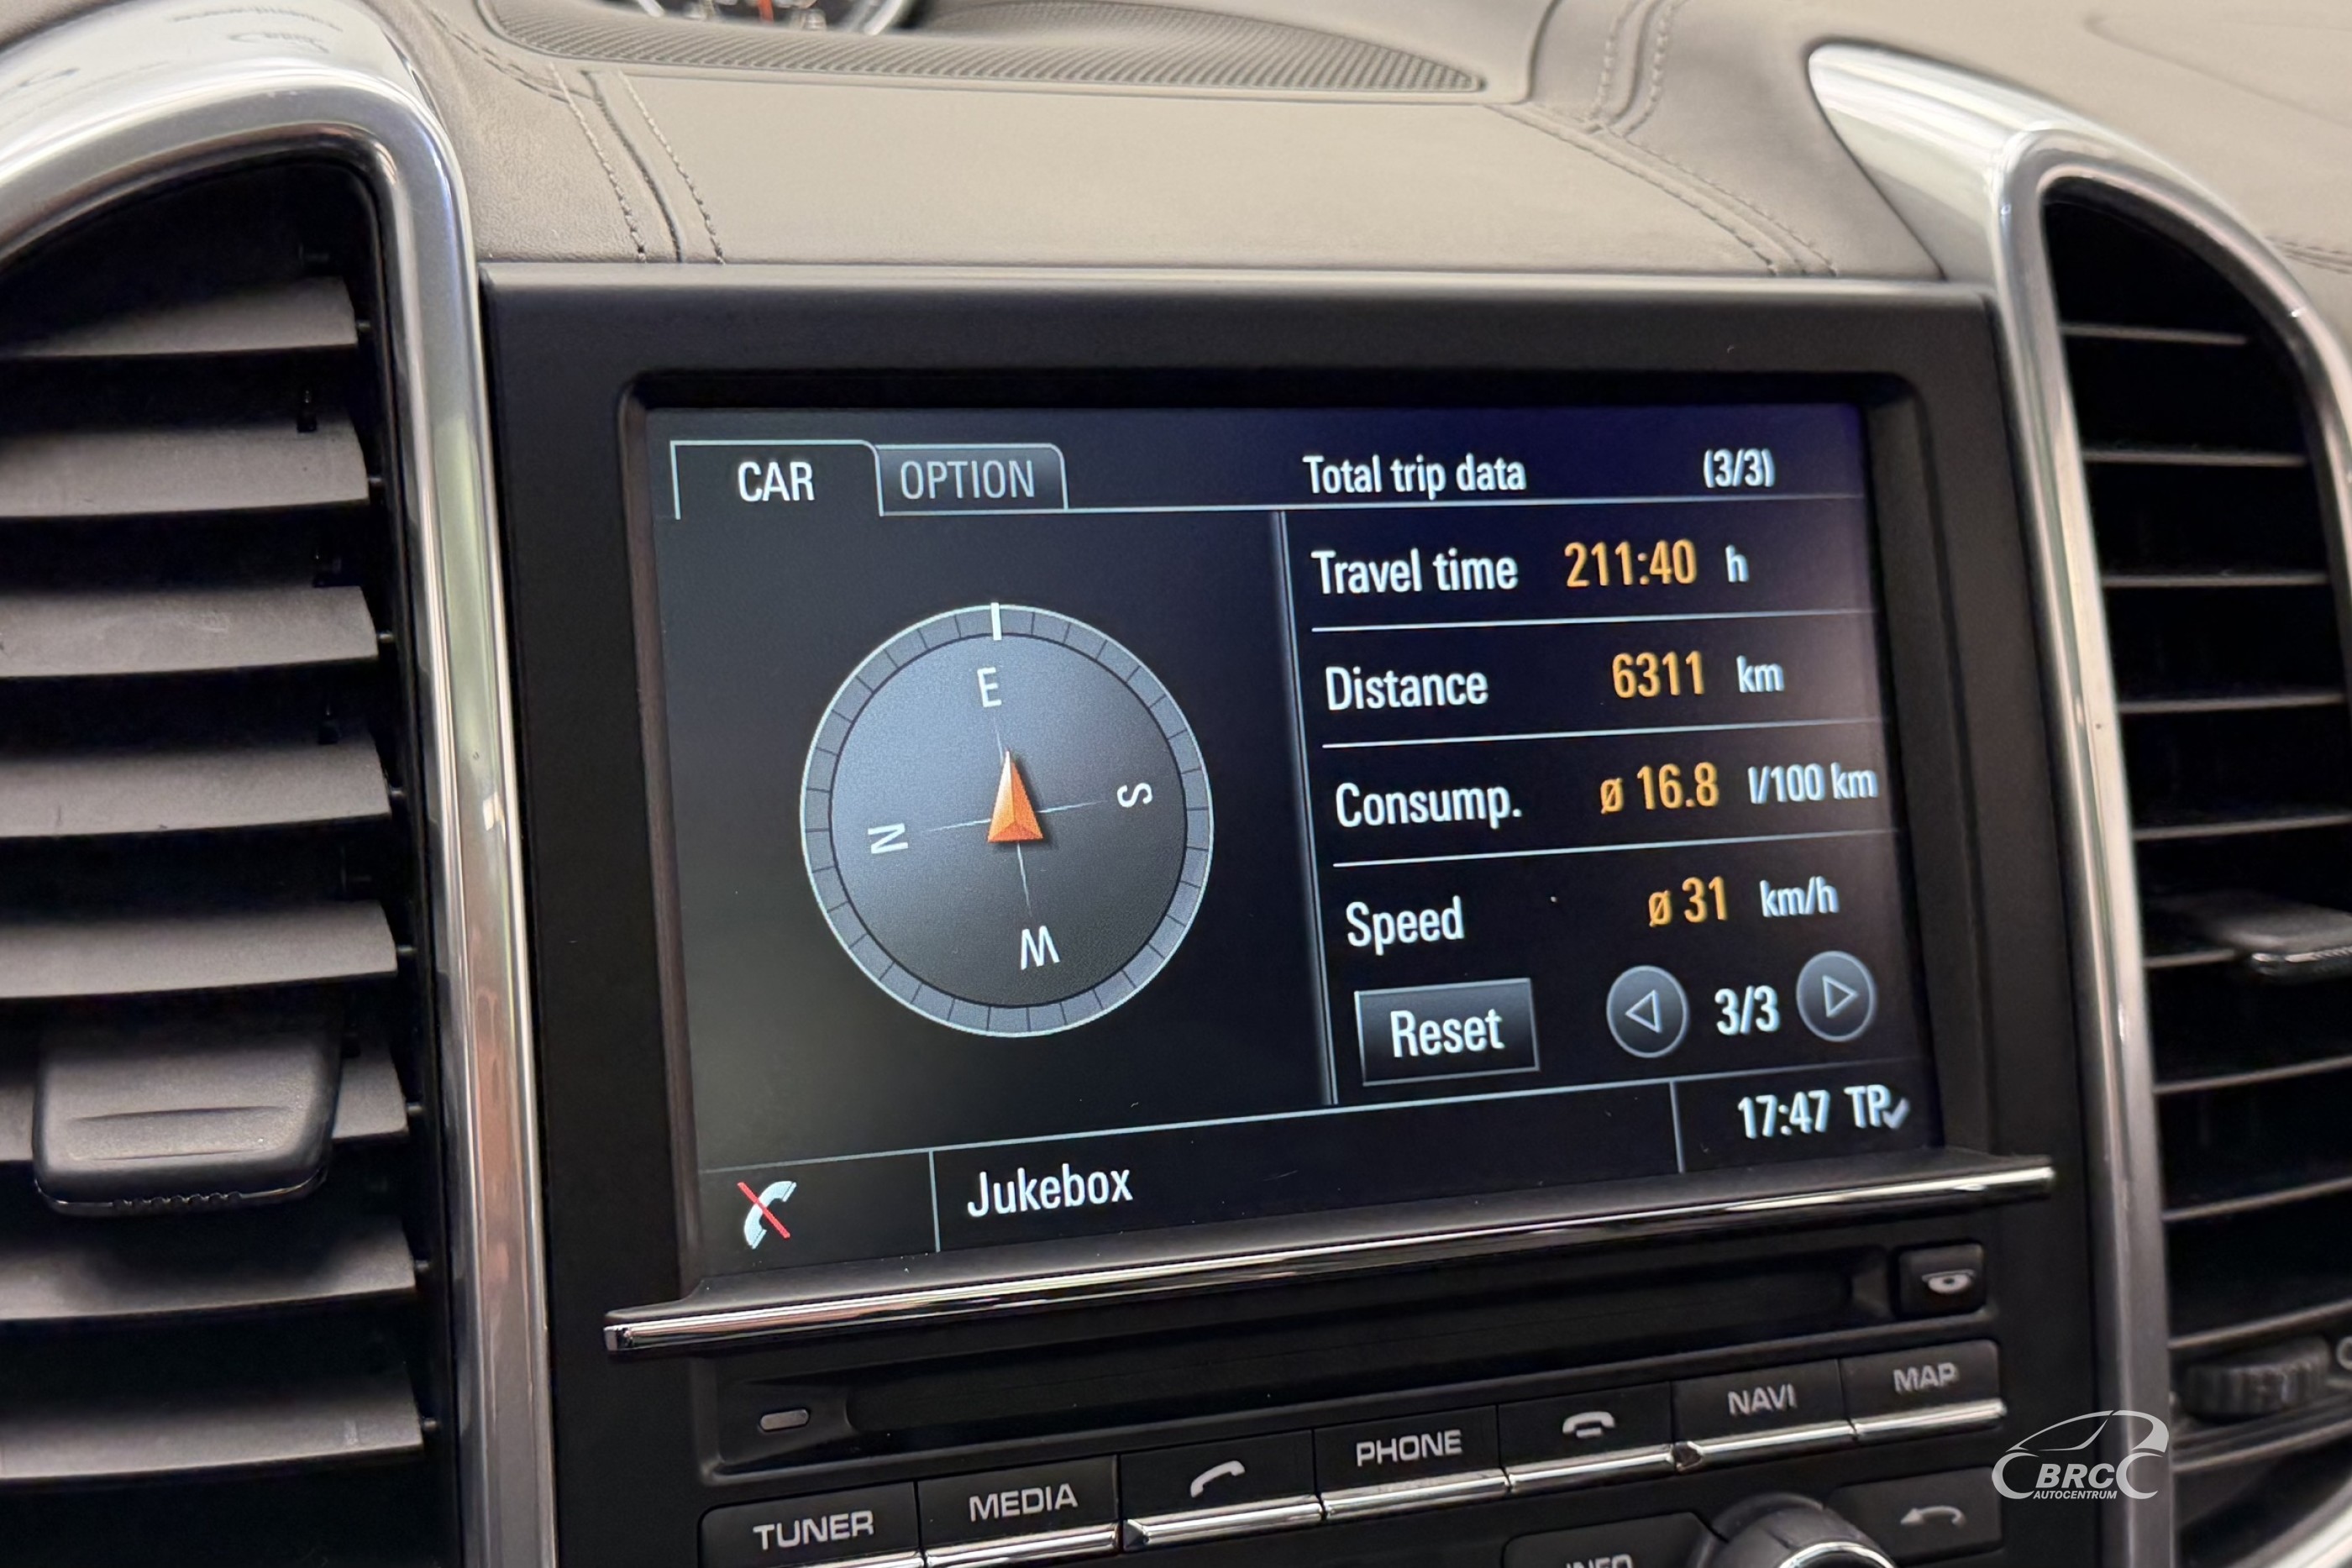 CAR
OPTION
Total trip data (3/3)
Travel time 211:40 h
Distance 6311 km
Consump. ø 16.8 l/100 km
Speed ø 31 km/h
Reset
3/3
E
S
N
W
17:47 TP
Jukebox
TUNER
MEDIA
PHONE
NAVI
MAP
INFO
BRC
AUTOCENTRUM